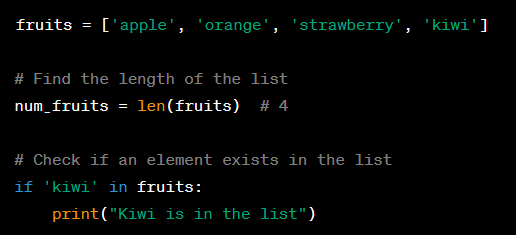 fruits = ['apple', 'orange', 'strawberry', 'kiwi']
# Find the length of the list
num_fruits = len(fruits)  # 4
# Check if an element exists in the list
if 'kiwi' in fruits:
    print("Kiwi is in the list")